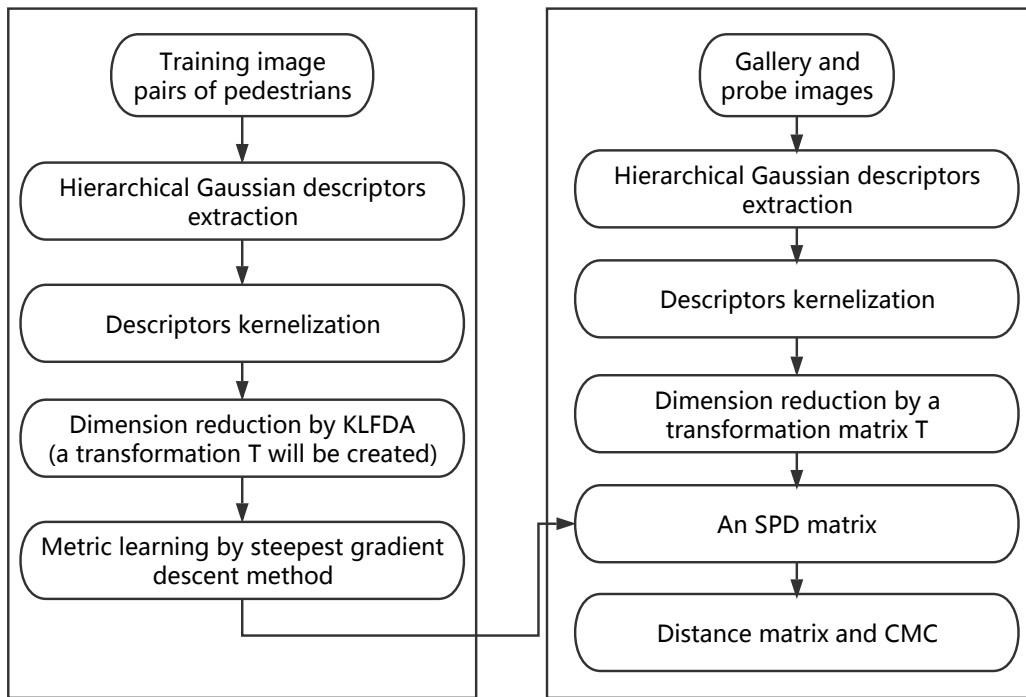 Training image
pairs of pedestrians
Hierarchical Gaussian descriptors
extraction
Descriptors kernelization
Dimension reduction by KLFDA
(a transformation T will be created)
Metric learning by steepest gradient
descent method
Gallery and
probe images
Hierarchical Gaussian descriptors
extraction
Descriptors kernelization
Dimension reduction by a
transformation matrix T
An SPD matrix
Distance matrix and CMC